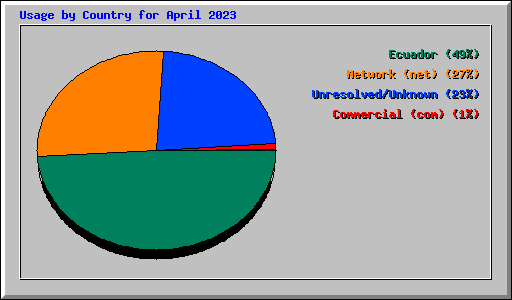 Usage by Country for April 2023
Ecuador (49%)
Network (net) (27%)
Unresolved/Unknown (23%)
Commercial (com) (1%)